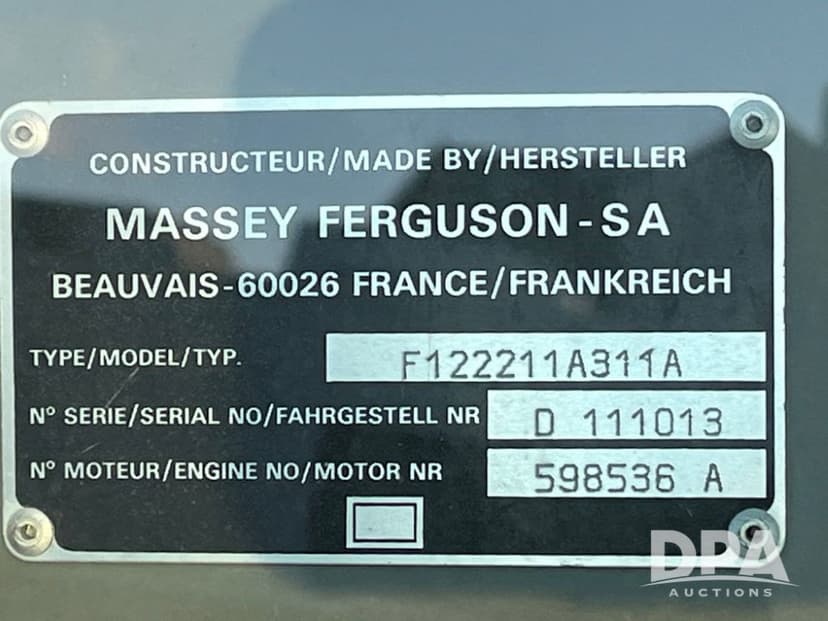 CONSTRUCTEUR/MADE BY/HERSTELLER
MASSEY FERGUSON-SA
BEAUVAIS-60026 FRANCE/FRANKREICH
TYPE/MODEL/TYP. F122211A311A
N° SERIE/SERIAL NO/FAHRGESTELL NR D 111013
N° MOTEUR/ENGINE NO/MOTOR NR 598536 A
DPA
AUCTIONS